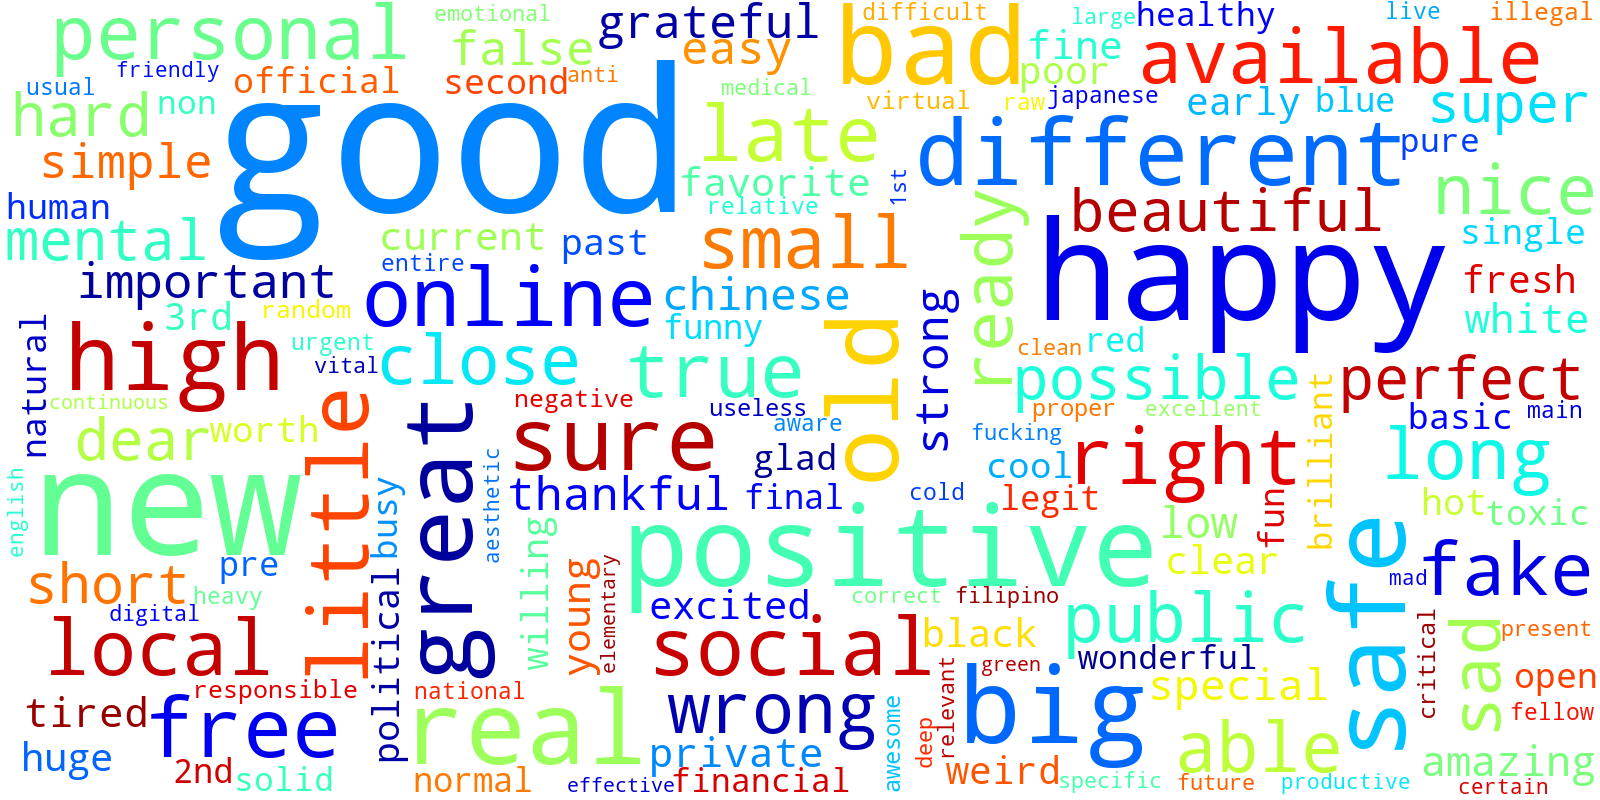 personal
emotional
grateful
bad
difficult
large
healthy
live
illegal
false
easy
fine
available
friendly
usual
official
second
anti
medical
poor
virtual
raw
japanese
early
blue
super
hard
non
good
late
different
pure
simple
favorite
1st
nice
human
relative
beautiful
mental
current
past
small
ready
happy
single
important
entire
online
chinese
fresh
3rd
random
funny
old
strong
white
natural
high
urgent
vital
close
true
clean
red
possible
perfect
continuous
little
great
negative
useless
aware
proper
excellent
brilliant
basic
main
dear
worth
sure
glad
fucking
cool
right
long
english
new
busy
aesthetic
thankful
final
cold
legit
fun
hot
toxic
low
positive
clear
safe
pre
short
heavy
willing
young
elementary
mad
fake
digital
political
excited
correct
filipino
public
local
social
black
critical
sad
present
wonderful
green
relevant
responsible
national
tired
free
real
wrong
big
special
open
fellow
huge
private
awesome
deep
able
amazing
2nd
solid
normal
effective
financial
weird
specific
future
productive
certain